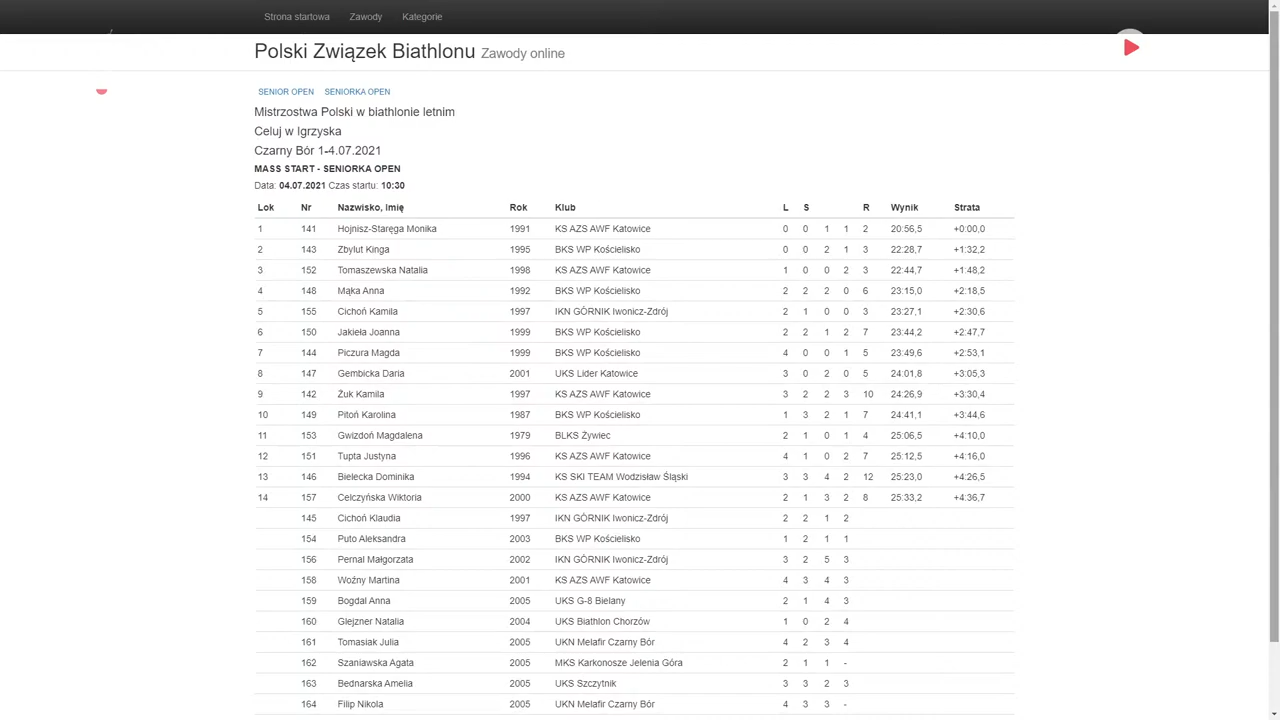 Strona startowa Zawody Kategorie
Polski Związek Biathlonu Zawody online
SENIOR OPEN SENIORKA OPEN
Mistrzostwa Polski w biathlonie letnim
Celuj w Igrzyska
Czarny Bór 1-4.07.2021
MASS START - SENIORKA OPEN
Data: 04.07.2021 Czas startu: 10:30
Lok Nr Nazwisko, Imię Rok Klub L S R Wynik Strata
1 141 Hojnisz-Staręga Monika 1991 KS AZS AWF Katowice 0 0 1 1 2 20:56,5 +0:00,0
2 143 Zbylut Kinga 1995 BKS WP Kościelisko 0 0 2 1 3 22:28,7 +1:32,2
3 152 Tomaszewska Natalia 1998 KS AZS AWF Katowice 1 0 0 2 3 22:44,7 +1:48,2
4 148 Mąka Anna 1992 BKS WP Kościelisko 2 2 2 0 6 23:15,0 +2:18,5
5 155 Cichoń Kamila 1997 IKN GÓRNIK Iwonicz-Zdrój 2 1 0 0 3 23:27,1 +2:30,6
6 150 Jakieła Joanna 1999 BKS WP Kościelisko 2 2 1 2 7 23:44,2 +2:47,7
7 144 Piczura Magda 1999 BKS WP Kościelisko 4 0 0 1 5 23:49,6 +2:53,1
8 147 Gembicka Daria 2001 UKS Lider Katowice 3 0 2 0 5 24:01,8 +3:05,3
9 142 Żuk Kamila 1997 KS AZS AWF Katowice 3 2 2 3 10 24:26,9 +3:30,4
10 149 Pitoń Karolina 1987 BKS WP Kościelisko 1 3 2 1 7 24:41,1 +3:44,6
11 153 Gwizdoń Magdalena 1979 BLKS Żywiec 2 1 0 1 4 25:06,5 +4:10,0
12 151 Tupta Justyna 1996 KS AZS AWF Katowice 4 1 0 2 7 25:12,5 +4:16,0
13 146 Bielecka Dominika 1994 KS SKI TEAM Wodzisław Śląski 3 3 4 2 12 25:23,0 +4:26,5
14 157 Celczyńska Wiktoria 2000 KS AZS AWF Katowice 2 1 3 2 8 25:33,2 +4:36,7
145 Cichoń Klaudia 1997 IKN GÓRNIK Iwonicz-Zdrój 2 2 1 2
154 Puto Aleksandra 2003 BKS WP Kościelisko 1 2 1 1
156 Pernal Małgorzata 2002 IKN GÓRNIK Iwonicz-Zdrój 3 2 5 3
158 Woźny Martina 2001 KS AZS AWF Katowice 4 3 4 3
159 Bogdal Anna 2005 UKS G-8 Bielany 2 1 4 3
160 Glejzner Natalia 2004 UKS Biathlon Chorzów 1 0 2 4
161 Tomasiak Julia 2005 UKN Melafir Czarny Bór 4 2 3 4
162 Szaniawska Agata 2005 MKS Karkonosze Jelenia Góra 2 1 1 -
163 Bednarska Amelia 2005 UKS Szczytnik 3 3 2 3
164 Filip Nikola 2005 UKN Melafir Czarny Bór 4 3 3 -